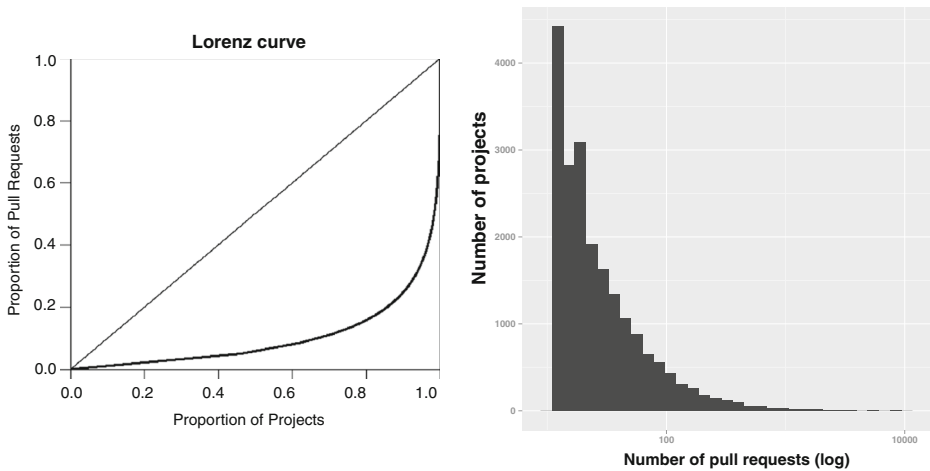 Lorenz curve
Proportion of Pull Requests
1.0
0.8
0.6
0.4
0.2
0.0
0.0 0.2 0.4 0.6 0.8 1.0
Proportion of Projects
Number of projects
4000
3000
2000
1000
0
100 10000
Number of pull requests (log)